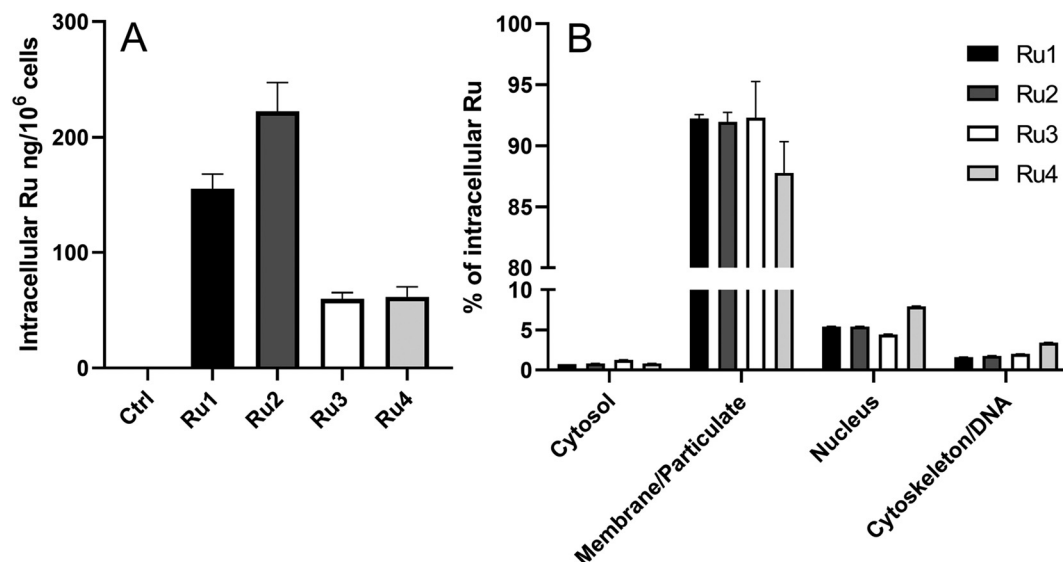 A
Intracellular Ru ng/10⁶ cells
300
200
100
0
Ctrl
Ru1
Ru2
Ru3
Ru4
B
% of intracellular Ru
100
95
90
85
80
10
5
0
Cytosol
Membrane/Particulate
Nucleus
Cytoskeleton/DNA
Ru1
Ru2
Ru3
Ru4